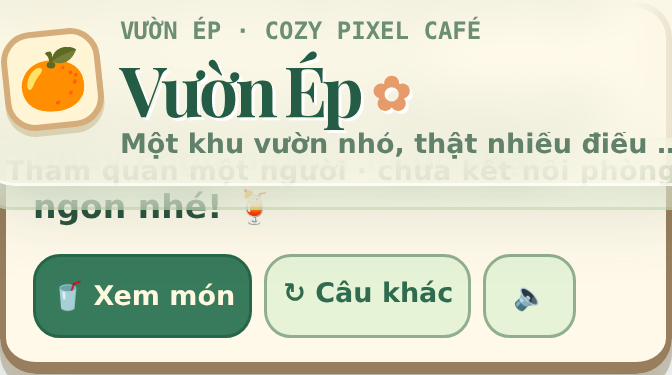 VƯỜN ÉP · COZY PIXEL CAFÉ
Vườn Ép
Một khu vườn nhỏ, thật nhiều điều ...
Tham quan một người · chưa kết nối phòng
ngon nhé! 🍹
🥤 Xem món
↻ Câu khác
🔈